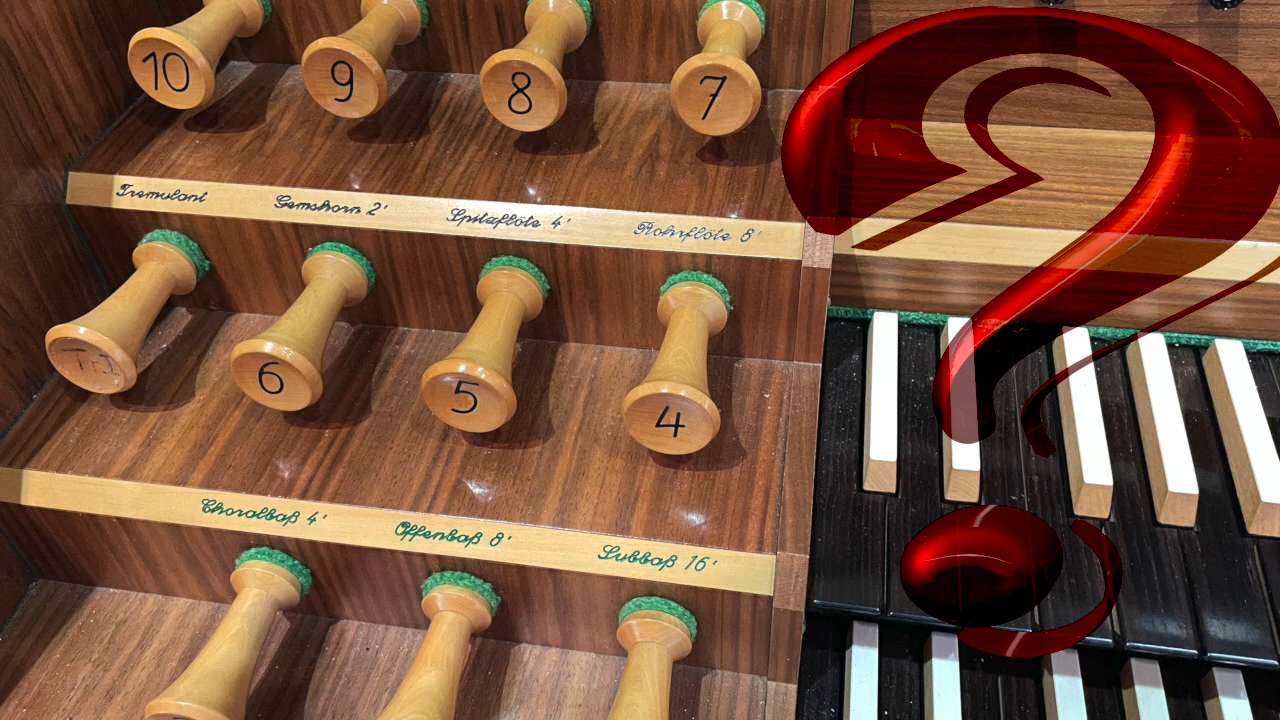 10 9 8 7
Tremulant Gemshorn 2' Spitzflöte 4' Rohrflöte 8'
Tr.I 6 5 4
Choralbaß 4' Offenbaß 8' Subbaß 16'